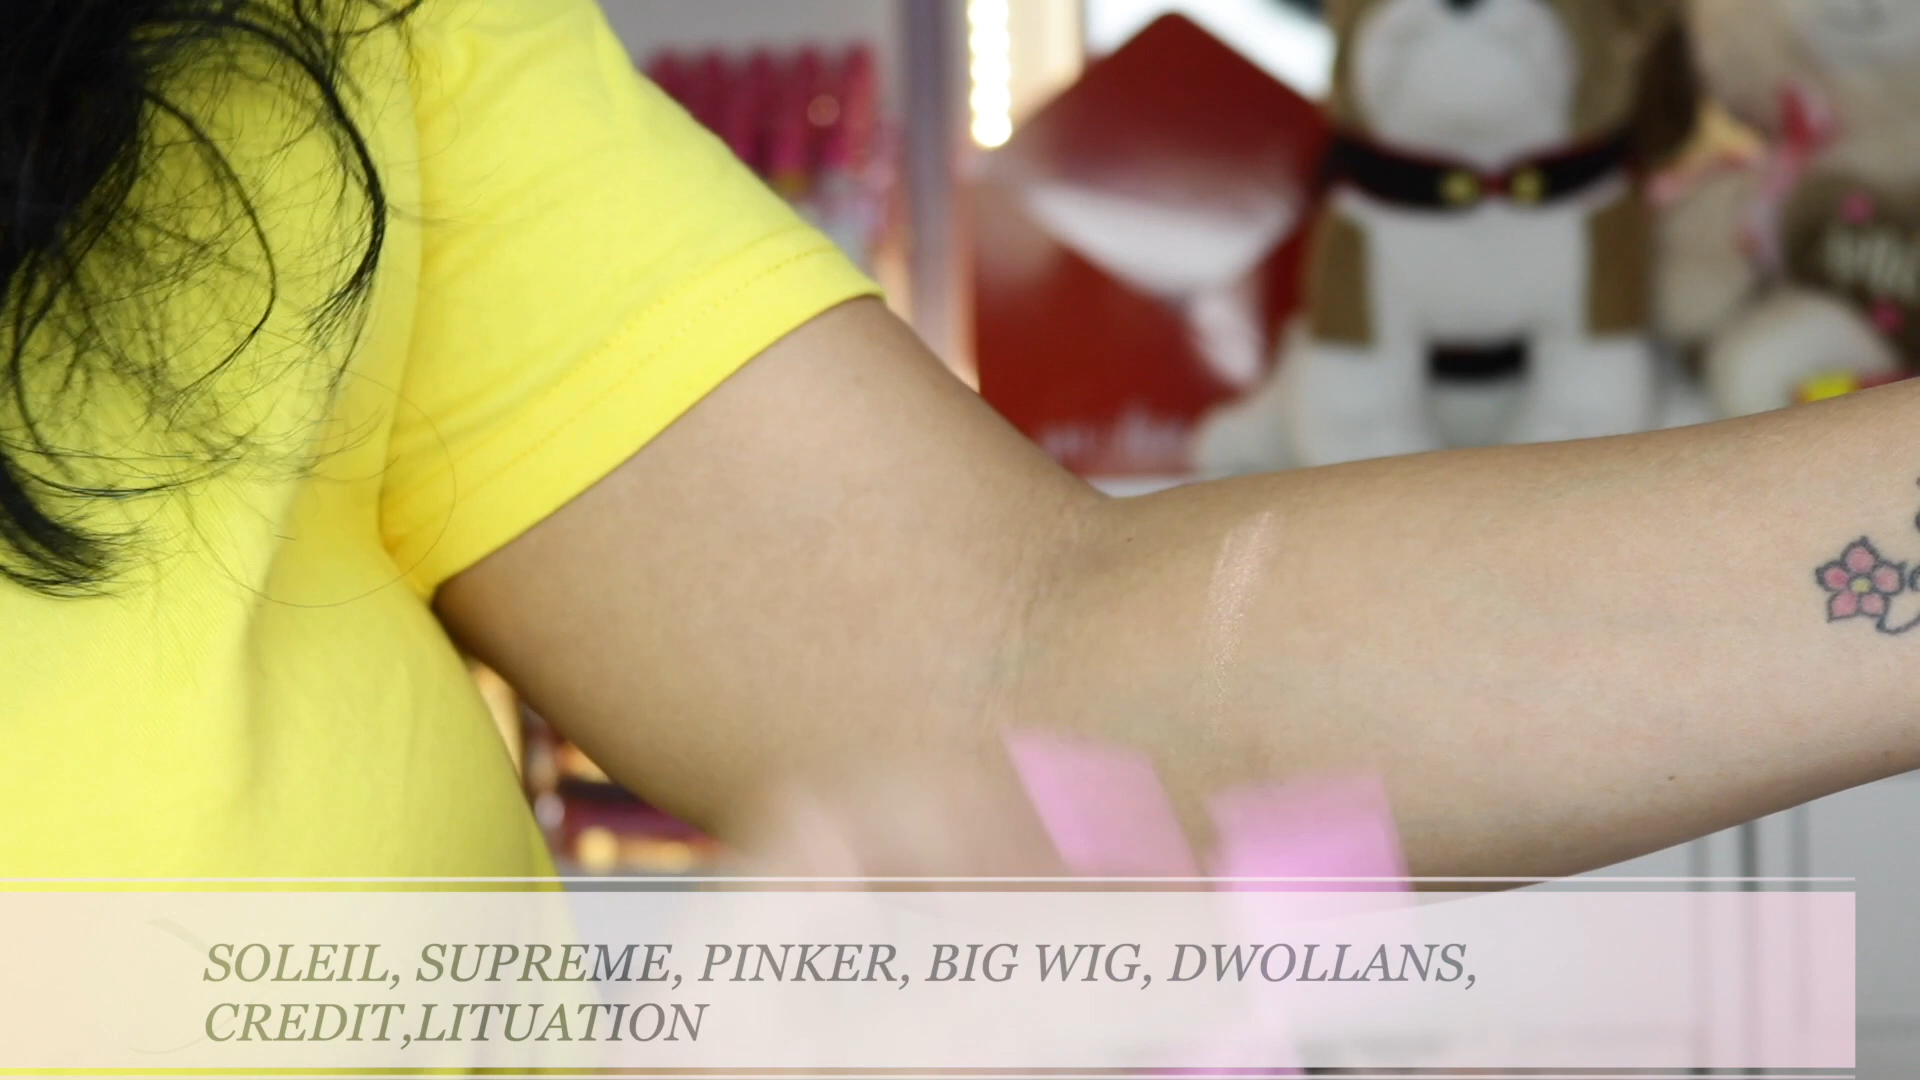 SOLEIL, SUPREME, PINKER, BIG WIG, DWOLLANS,
CREDIT,LITUATION